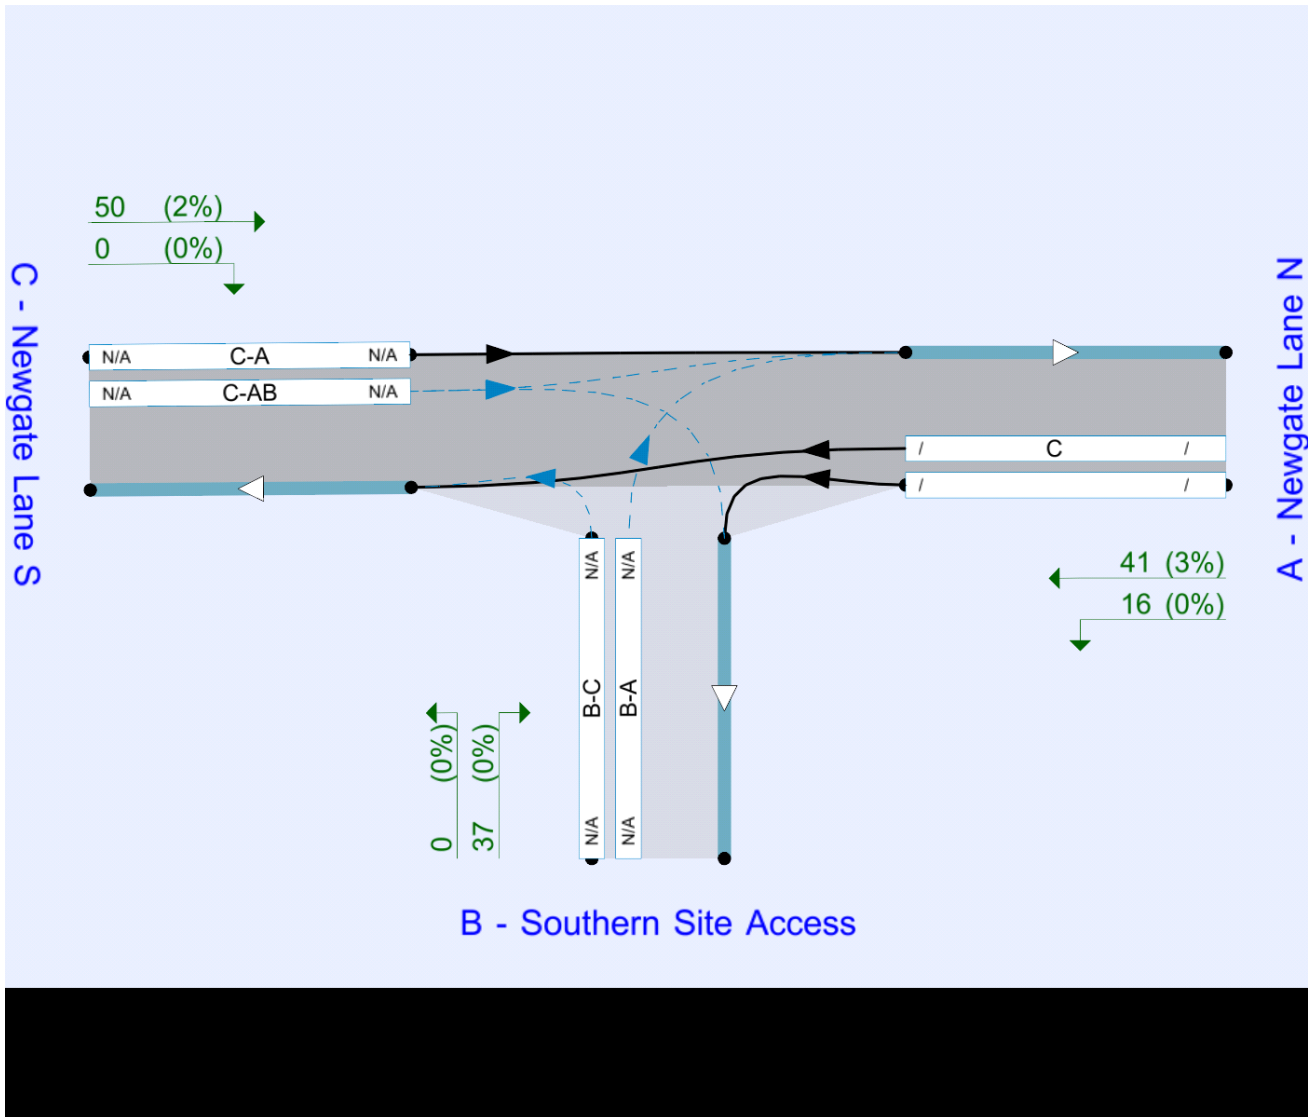 50 (2%)
0 (0%)
C - Newgate Lane S
A - Newgate Lane N
N/A C-A N/A
N/A C-AB N/A
/ C /
/ /
41 (3%)
16 (0%)
0 (0%)
37 (0%)
N/A B-C N/A
N/A B-A N/A
B - Southern Site Access